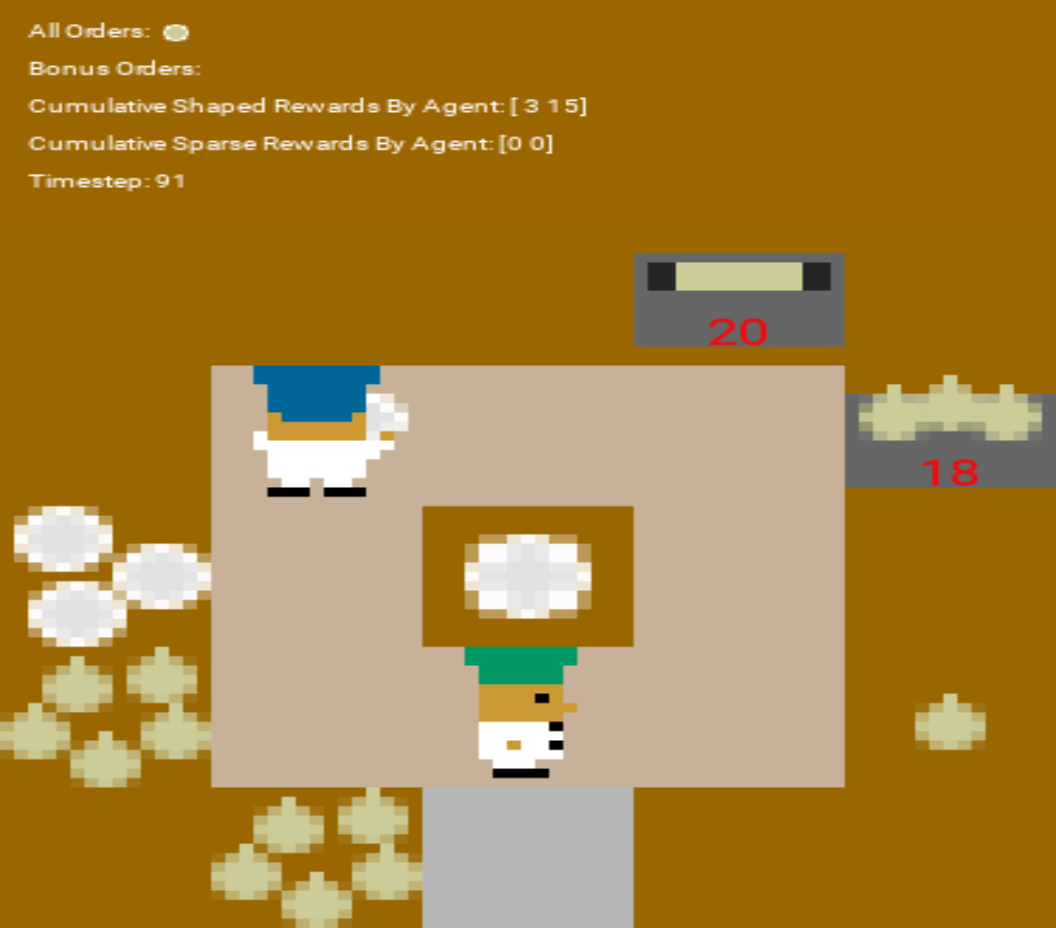 All Orders:
Bonus Orders:
Cumulative Shaped Rewards By Agent: [ 3 15]
Cumulative Sparse Rewards By Agent: [0 0]
Timestep: 91
20
18